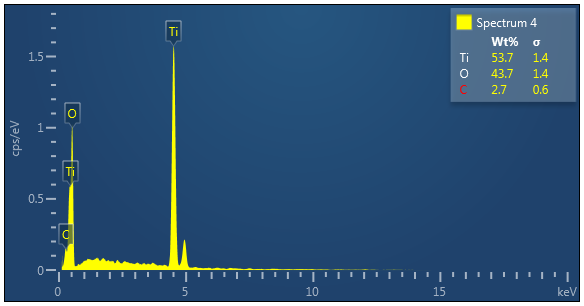 Spectrum 4
Wt% σ
Ti 53.7 1.4
O 43.7 1.4
C 2.7 0.6
Ti
O
Ti
C
cps/eV
1.5
1
0.5
0
0 5 10 15 keV